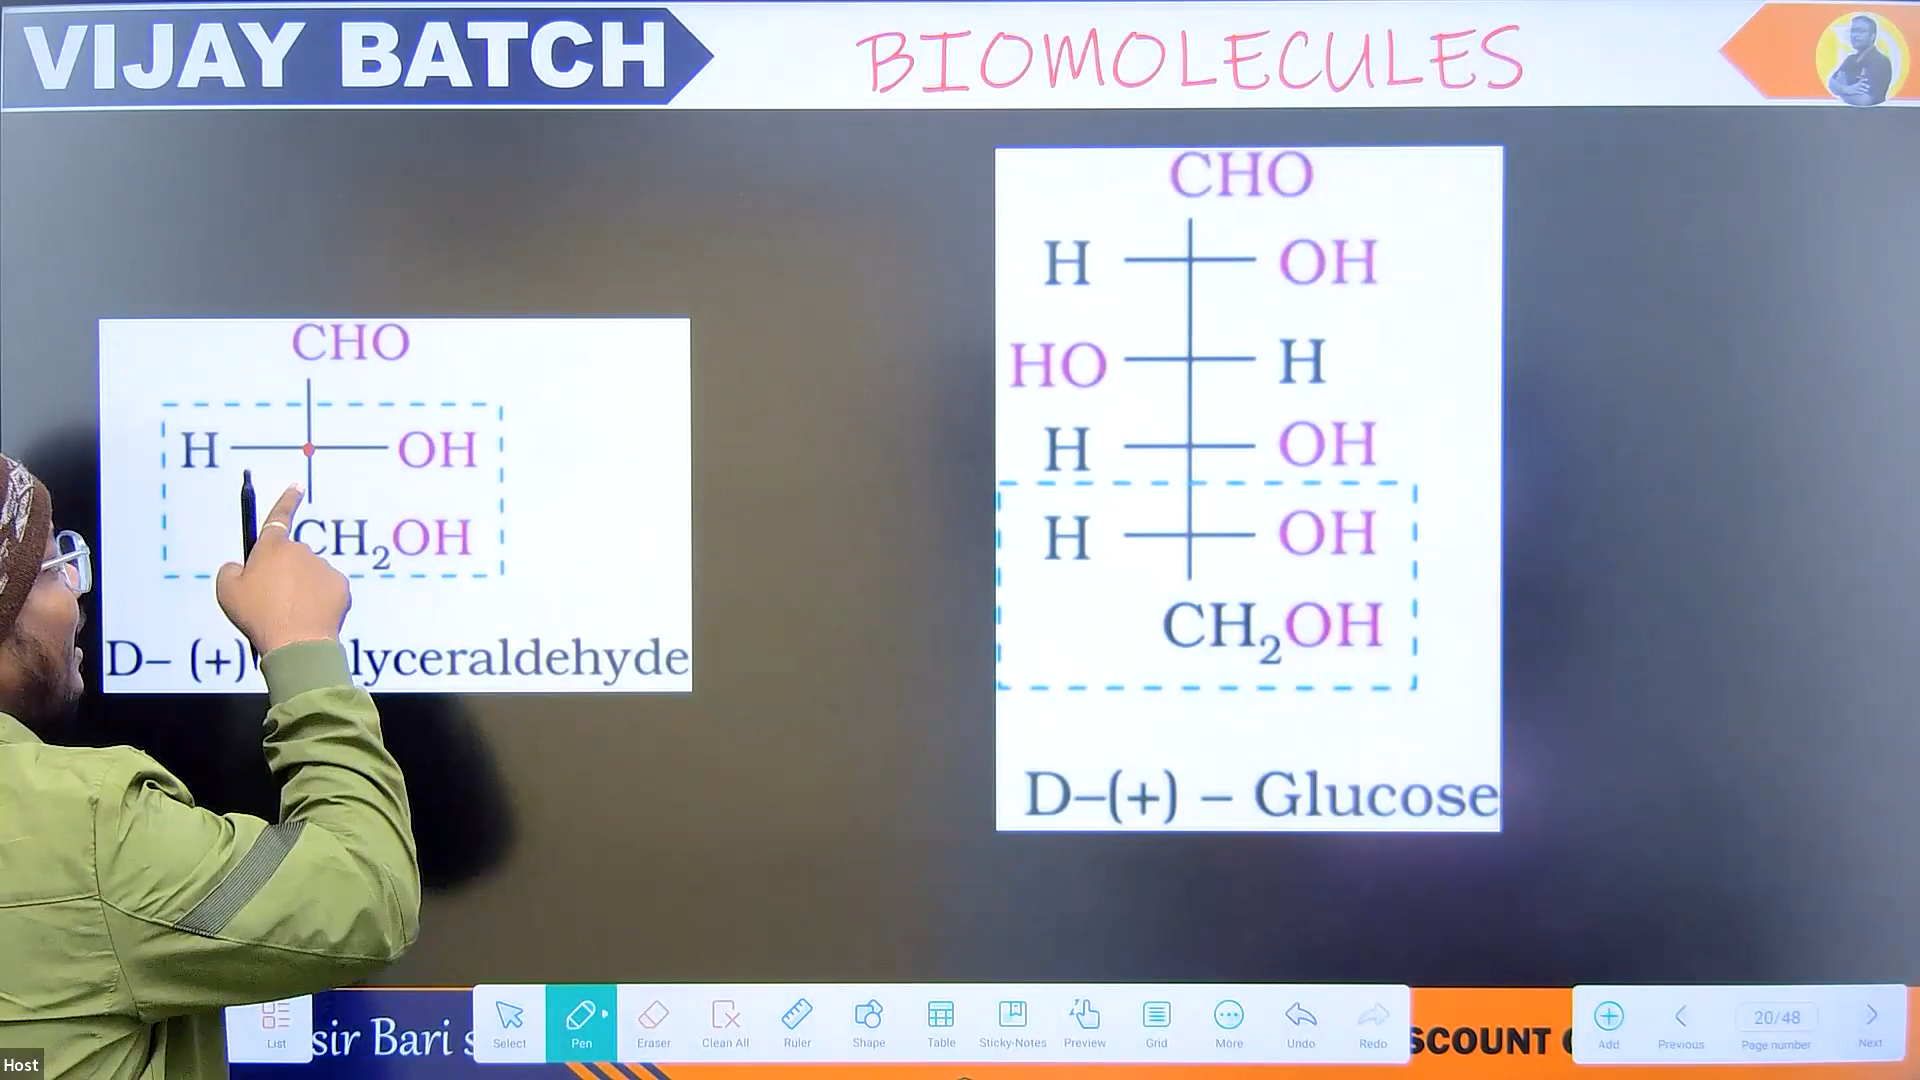 VIJAY BATCH
BIOMOLECULES
CHO
H OH
CH₂OH
D– (+) lyceraldehyde
CHO
H OH
HO H
H OH
H OH
CH₂OH
D–(+) – Glucose
sir Bari
SCOUNT
List
Select
Pen
Eraser
Clean All
Ruler
Shape
Table
Sticky-Notes
Preview
Grid
More
Undo
Redo
Add
Previous
20/48
Page number
Next
Host